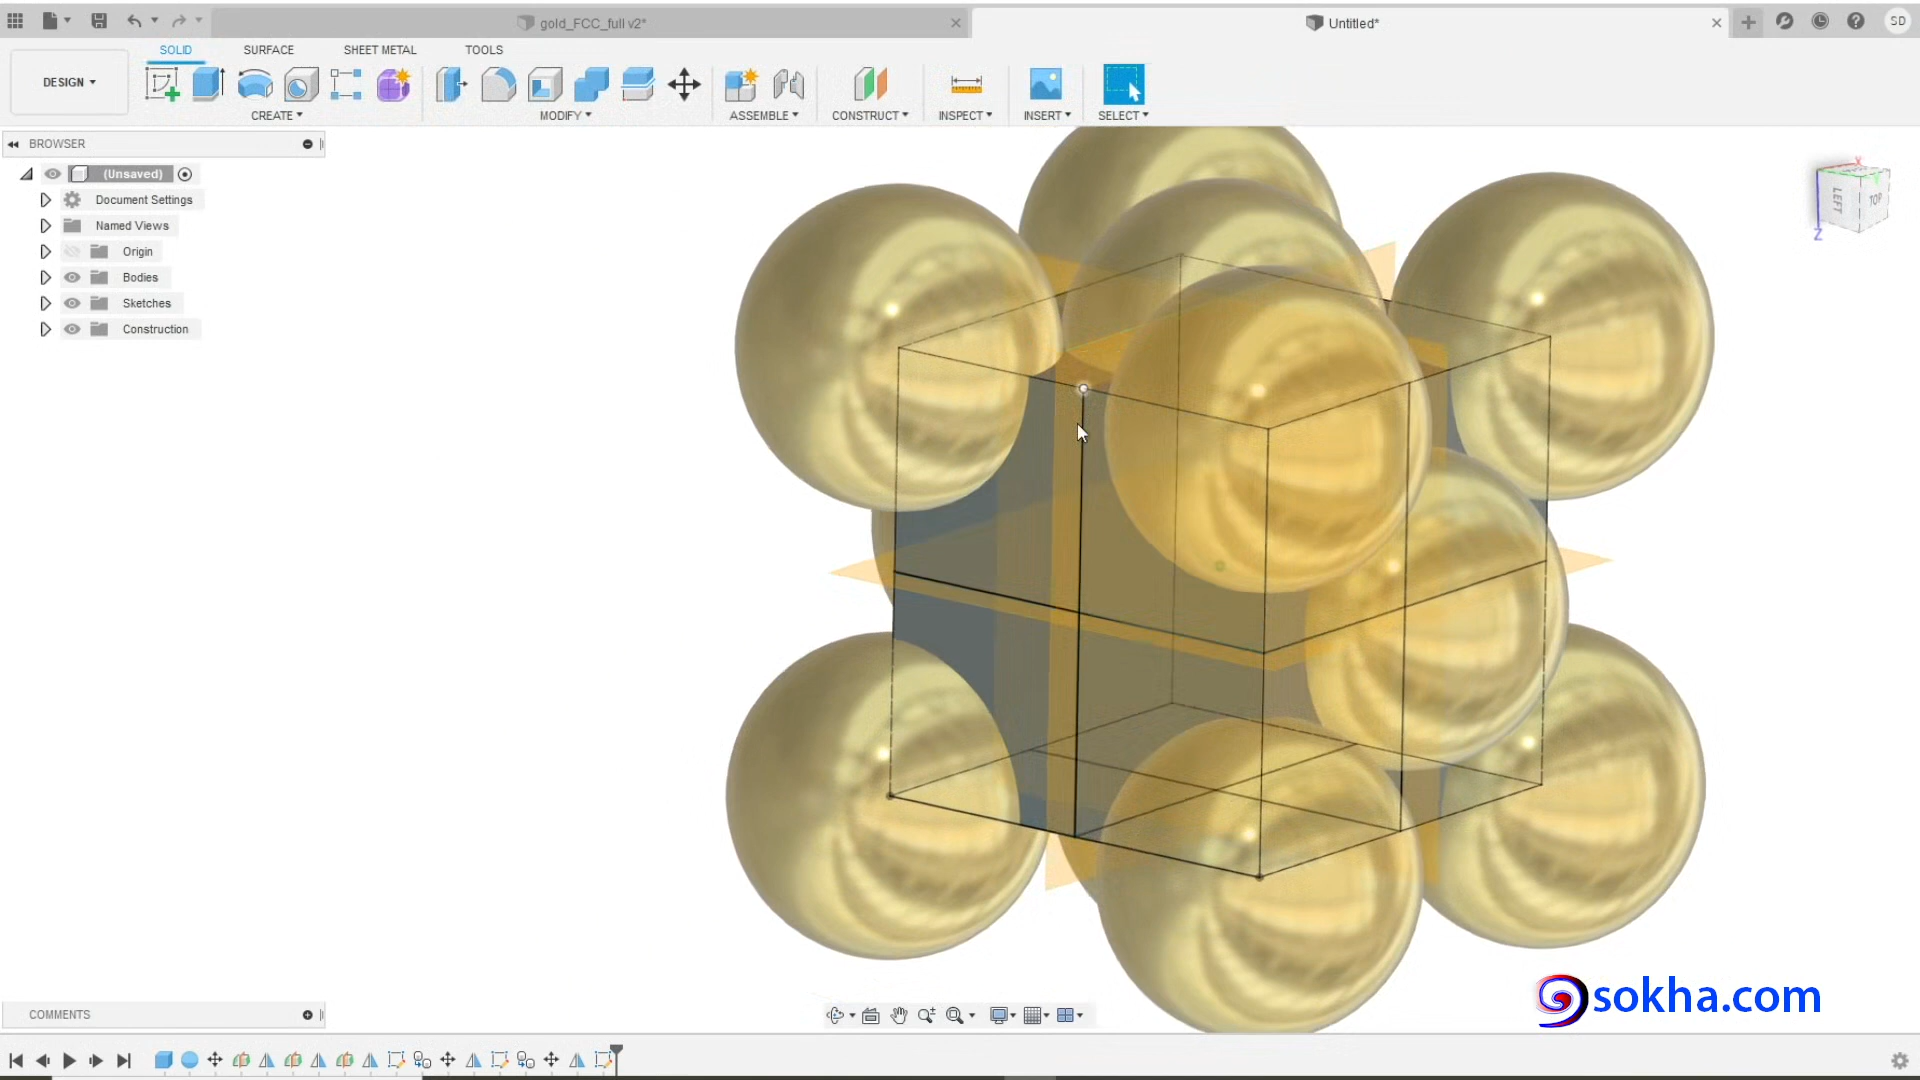 gold_FCC_full v2*
Untitled*
SD
SOLID
SURFACE
SHEET METAL
TOOLS
DESIGN
CREATE
MODIFY
ASSEMBLE
CONSTRUCT
INSPECT
INSERT
SELECT
BROWSER
(Unsaved)
Document Settings
Named Views
Origin
Bodies
Sketches
Construction
X
LEFT
TOP
Z
COMMENTS
sokha.com